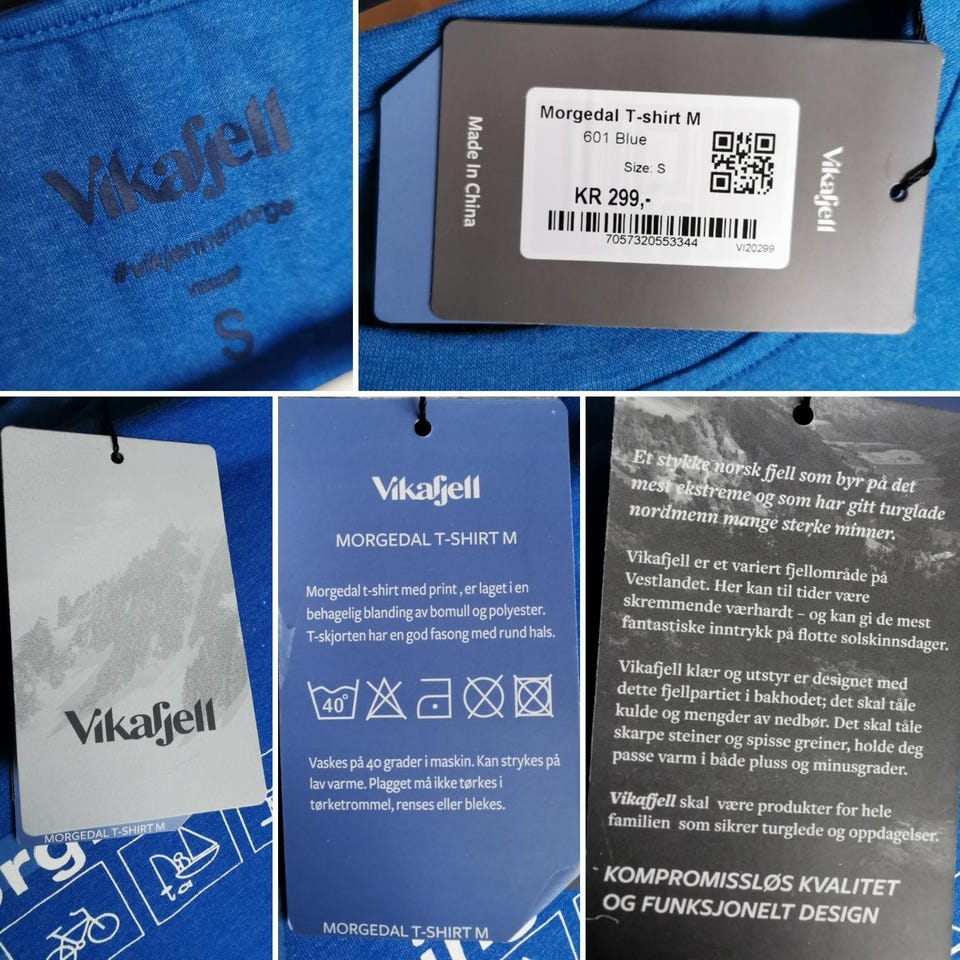 Vikafjell
#vikjennamorge
S
Made in China
Morgedal T-shirt M
601 Blue
Size: S
KR 299,-
7057320553344
VI20299
Vikafjell
Vikafjell
MORGEDAL T-SHIRT M
Vikafjell
MORGEDAL T-SHIRT M
Morgedal t-shirt med print , er laget i en
behagelig blanding av bomull og polyester.
T-skjorten har en god fasong med rund hals.
40°
Vaskes på 40 grader i maskin. Kan strykes på
lav varme. Plagget må ikke tørkes i
tørketrommel, renses eller blekes.
MORGEDAL T-SHIRT M
Et stykke norsk fjell som byr på det
mest ekstreme og som har gitt turglade
nordmenn mange sterke minner.
Vikafjell er et variert fjellområde på
Vestlandet. Her kan til tider være
skremmende værhardt – og kan gi de mest
fantastiske inntrykk på flotte solskinnsdager.
Vikafjell klær og utstyr er designet med
dette fjellpartiet i bakhodet; det skal tåle
kulde og mengder av nedbør. Det skal tåle
skarpe steiner og spisse greiner, holde deg
passe varm i både pluss og minusgrader.
Vikafjell skal være produkter for hele
familien som sikrer turglede og oppdagelser.
KOMPROMISSLØS KVALITET
OG FUNKSJONELT DESIGN